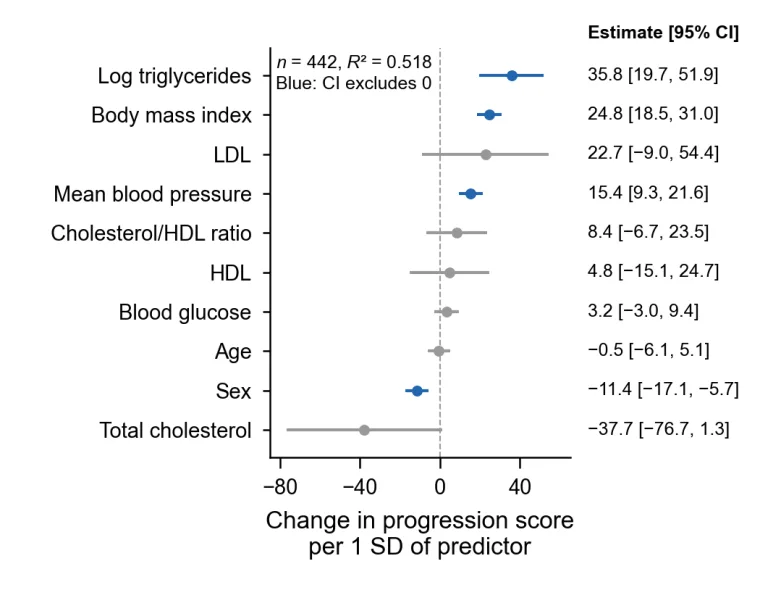 Estimate [95% CI]
n = 442, R² = 0.518
Blue: CI excludes 0
Log triglycerides 35.8 [19.7, 51.9]
Body mass index 24.8 [18.5, 31.0]
LDL 22.7 [−9.0, 54.4]
Mean blood pressure 15.4 [9.3, 21.6]
Cholesterol/HDL ratio 8.4 [−6.7, 23.5]
HDL 4.8 [−15.1, 24.7]
Blood glucose 3.2 [−3.0, 9.4]
Age −0.5 [−6.1, 5.1]
Sex −11.4 [−17.1, −5.7]
Total cholesterol −37.7 [−76.7, 1.3]
−80 −40 0 40
Change in progression score
per 1 SD of predictor